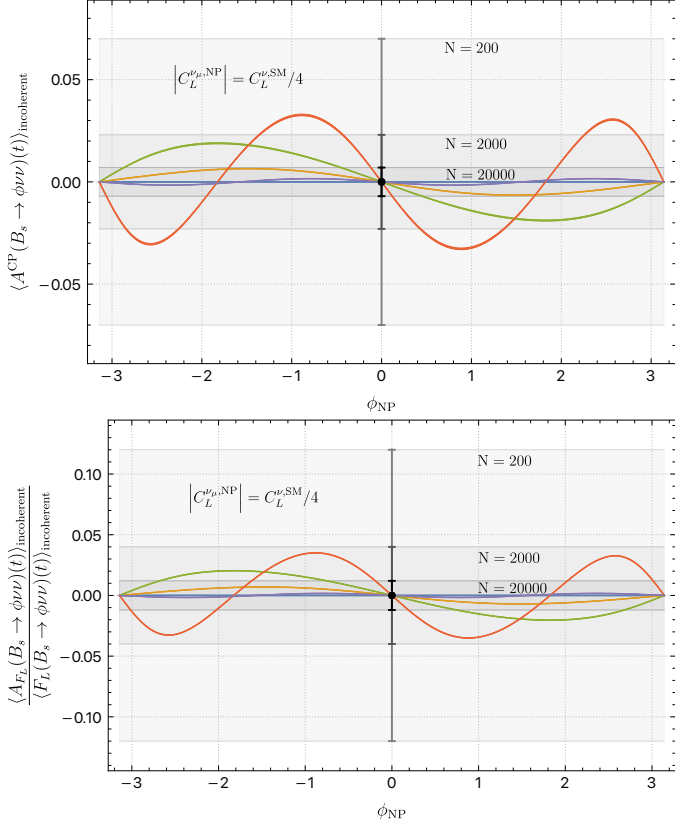 ⟨A^CP(B_s → ϕνν)(t)⟩_incoherent
N = 200
|C_L^{ν_μ,NP}| = C_L^{ν,SM}/4
0.05
N = 2000
N = 20000
0.00
−0.05
−3 −2 −1 0 1 2 3
ϕ_NP
⟨A_{F_L}(B_s → ϕνν)(t)⟩_incoherent
⟨F_L(B_s → ϕνν)(t)⟩_incoherent
N = 200
0.10
|C_L^{ν_μ,NP}| = C_L^{ν,SM}/4
0.05
N = 2000
N = 20000
0.00
−0.05
−0.10
−3 −2 −1 0 1 2 3
ϕ_NP